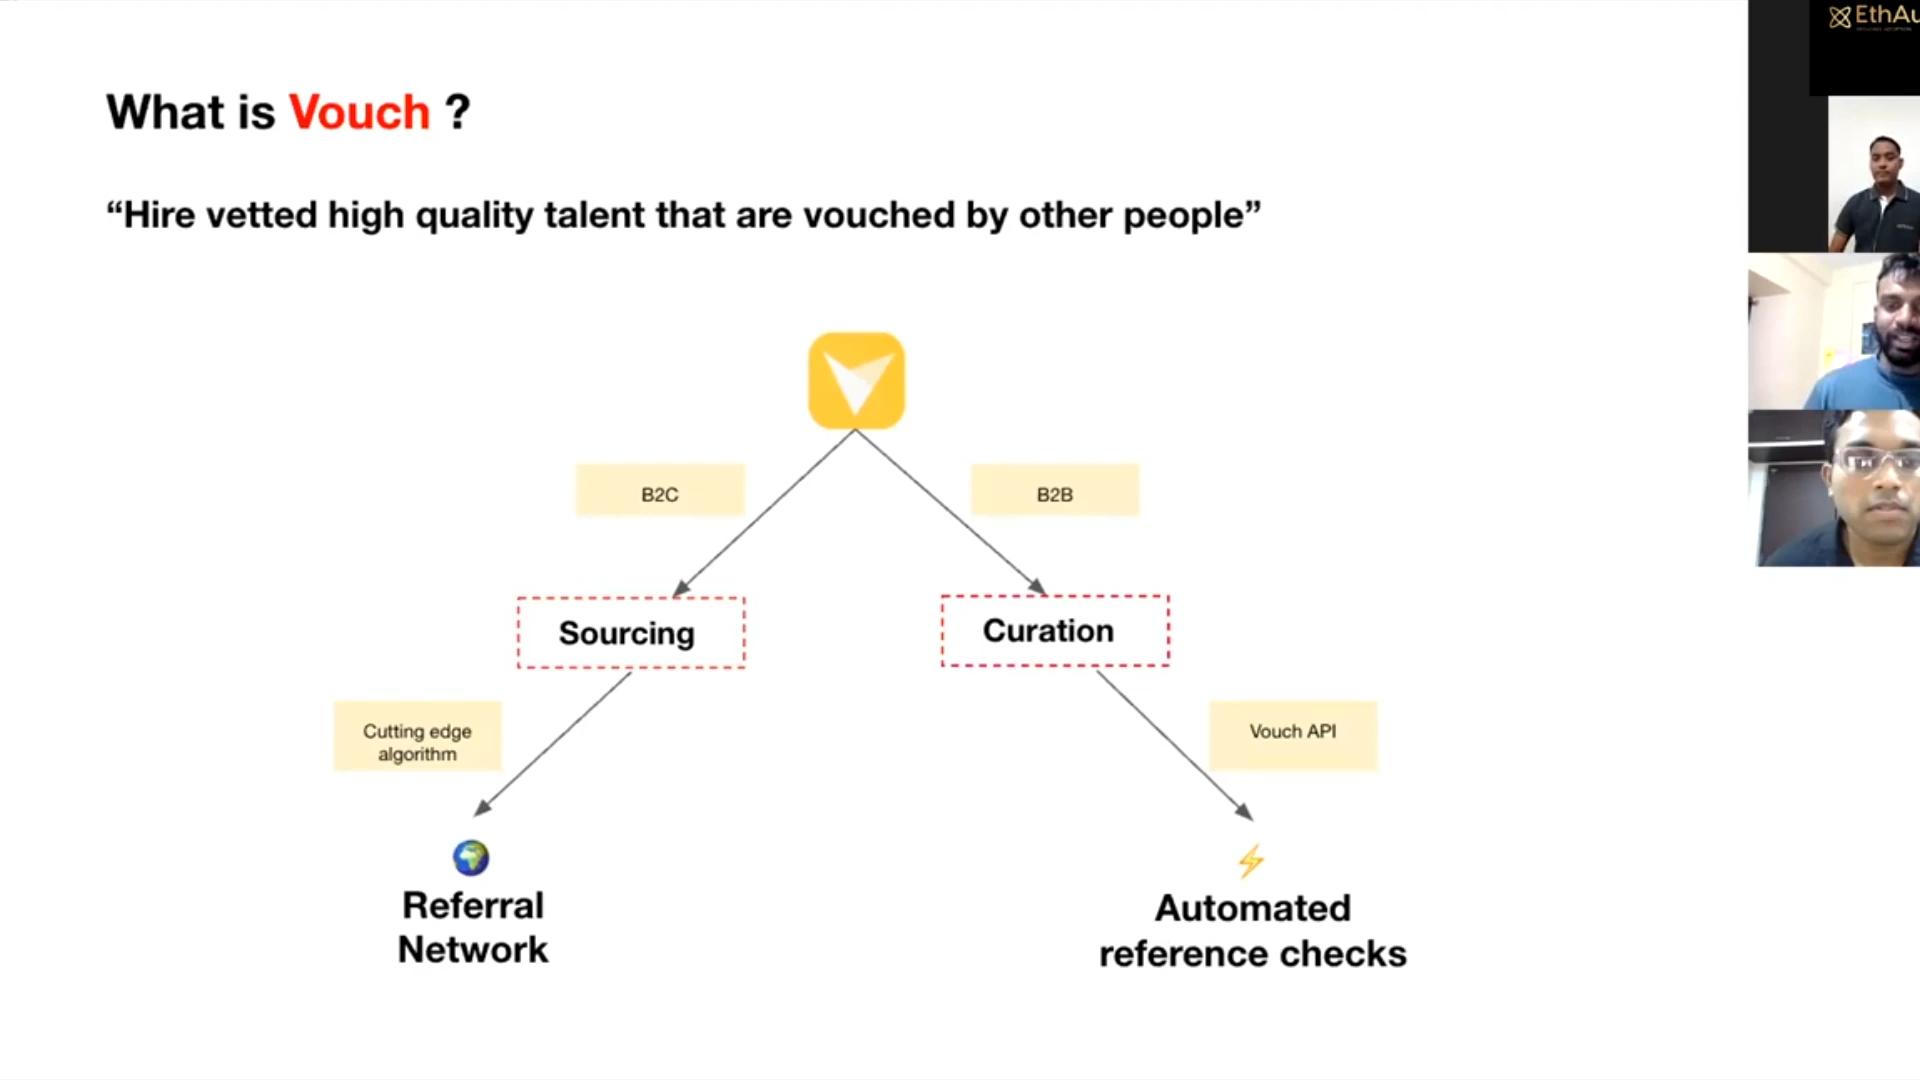 EthAu
What is Vouch ?
“Hire vetted high quality talent that are vouched by other people”
B2C
B2B
Sourcing
Curation
Cutting edge
algorithm
Vouch API
Referral
Network
Automated
reference checks